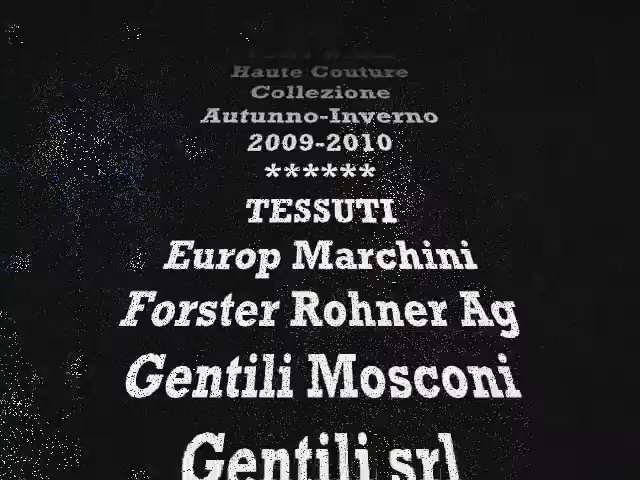 Haute Couture
Collezione
Autunno-Inverno
2009-2010
******
TESSUTI
Europ Marchini
Forster Rohner Ag
Gentili Mosconi
Gentili srl